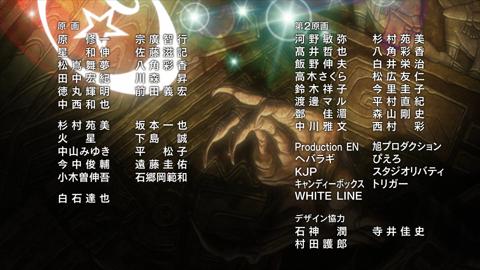 原画
原 修一 宗廣智行
星 和伸 佐藤滋記
松嵩舞夢 八角彩香
田中宏紀 川森 昇
徳丸輝明 前田義宏
中西和也
杉村苑美 坂本一也
火星 下島 誠
中山みゆき 平 松子
今中俊輔 遠藤圭佑
小木曽伸吾 石郷岡範和
白石達也
第2原画
河野敏弥 杉村苑美
髙井哲也 八角彩香
飯野伸夫 白井栄治
高木さくら 松広友仁
鈴木祥子 今里圭子
渡邊マル 平村直紀
鄧 佳湄 森山剛史
中川雅文 西村 彩
Production EN 旭プロダクション
ヘバラギ ぴえろ
KJP スタジオリバティ
キャンディーボックス トリガー
WHITE LINE
デザイン協力
石神 潤 寺井佳史
村田護郎